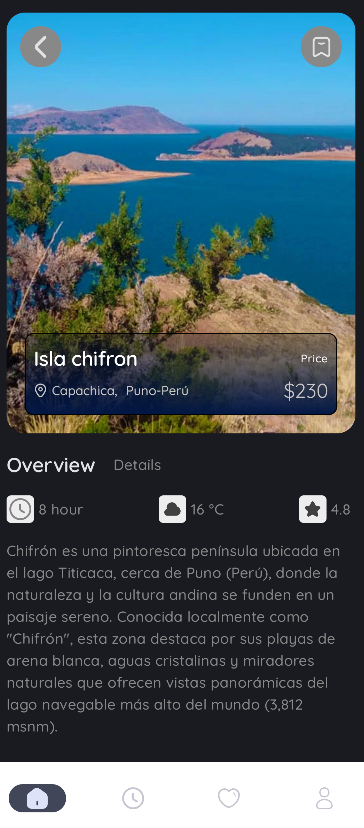 Isla chifron
Price
Capachica, Puno-Perú
$230
Overview
Details
8 hour
16 °C
4.8
Chifrón es una pintoresca península ubicada en
el lago Titicaca, cerca de Puno (Perú), donde la
naturaleza y la cultura andina se funden en un
paisaje sereno. Conocida localmente como
"Chifrón", esta zona destaca por sus playas de
arena blanca, aguas cristalinas y miradores
naturales que ofrecen vistas panorámicas del
lago navegable más alto del mundo (3,812
msnm).